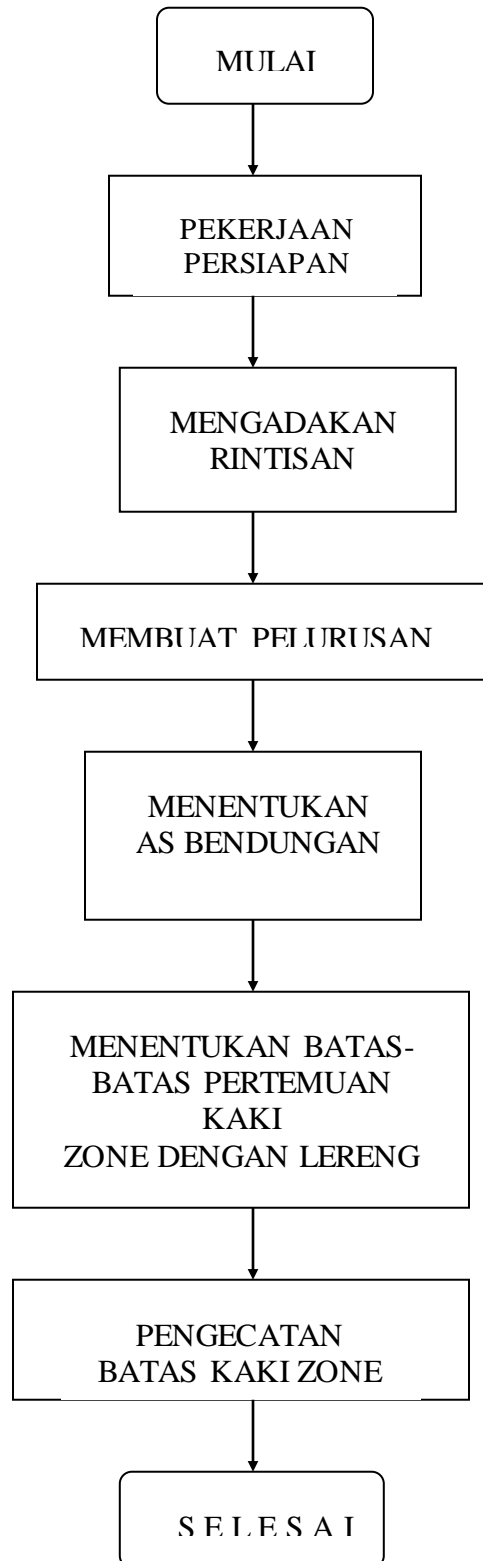 MULAI
PEKERJAAN
PERSIAPAN
MENGADAKAN
RINTISAN
MEMBUAT PELURUSAN
MENENTUKAN
AS BENDUNGAN
MENENTUKAN BATAS-
BATAS PERTEMUAN
KAKI
ZONE DENGAN LERENG
PENGECATAN
BATAS KAKI ZONE
S E L E S A I